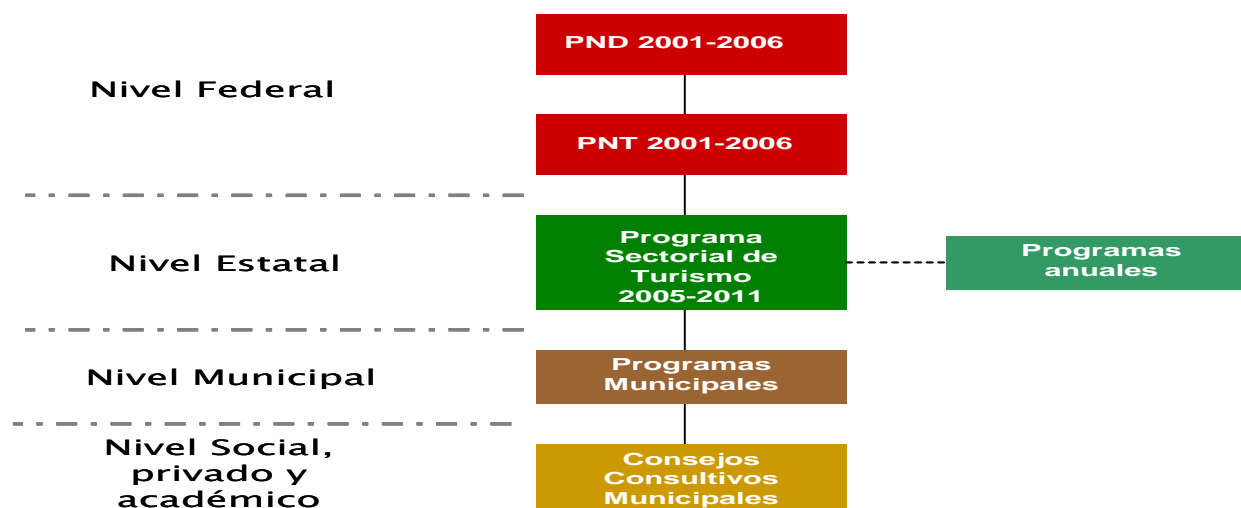 PND 2001-2006
Nivel Federal
PNT 2001-2006
Nivel Estatal
Programa
Sectorial de
Turismo
2005-2011
Programas
anuales
Nivel Municipal
Programas
Municipales
Nivel Social,
privado y
académico
Consejos
Consultivos
Municipales